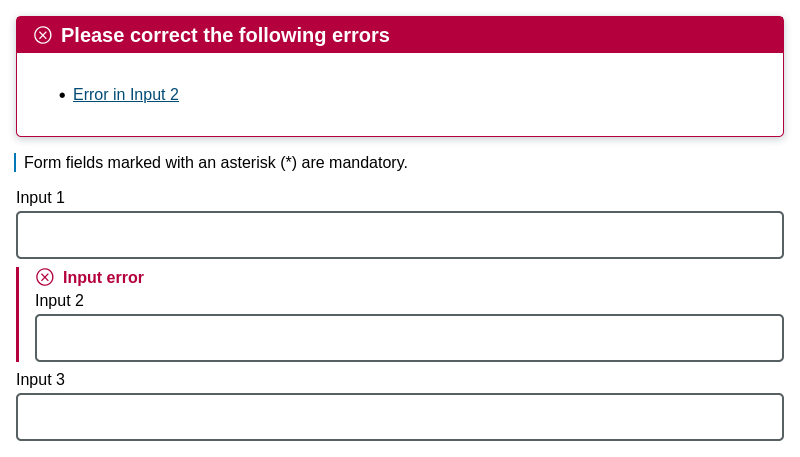 Please correct the following errors
• Error in Input 2
Form fields marked with an asterisk (*) are mandatory.
Input 1
Input error
Input 2
Input 3